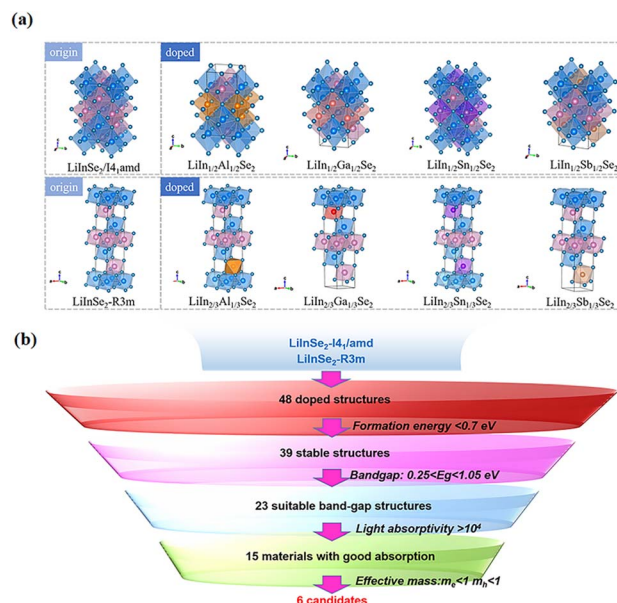 (a)
origin
doped
LiInSe2/I41amd
LiIn1/2Al1/2Se2
LiIn1/2Ga1/2Se2
LiIn1/2Sn1/2Se2
LiIn1/2Sb1/2Se2
origin
doped
LiInSe2-R3m
LiIn2/3Al1/3Se2
LiIn2/3Ga1/3Se2
LiIn2/3Sn1/3Se2
LiIn2/3Sb1/3Se2
(b)
LiInSe2-I41/amd
LiInSe2-R3m
48 doped structures
Formation energy <0.7 eV
39 stable structures
Bandgap: 0.25<Eg<1.05 eV
23 suitable band-gap structures
Light absorptivity >10⁴
15 materials with good absorption
Effective mass:me<1 mh<1
6 candidates